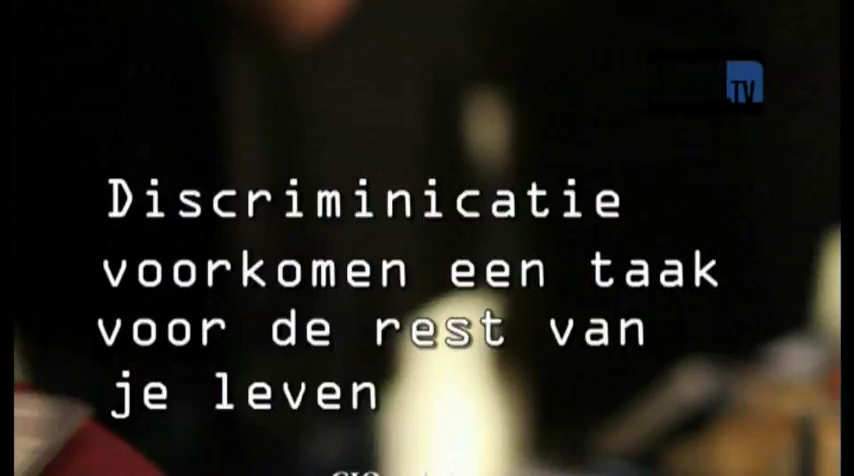 .TV
Discriminicatie
voorkomen een taak
voor de rest van
je leven